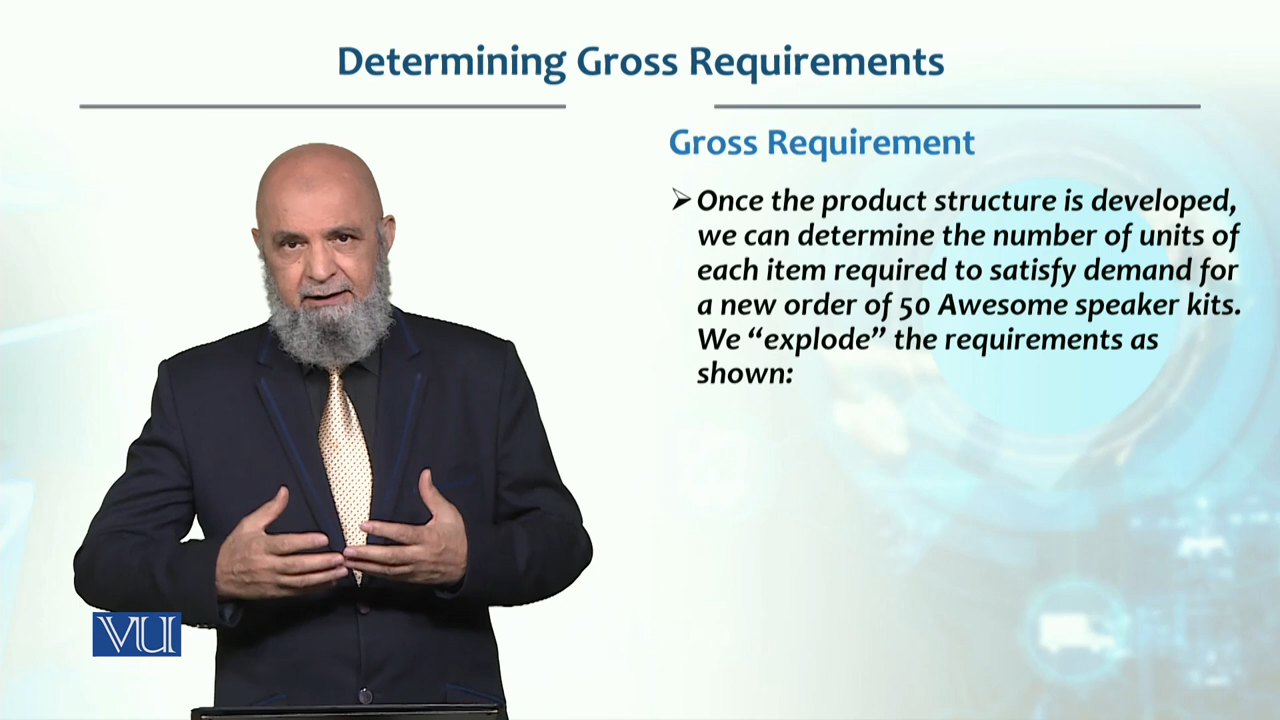 Determining Gross Requirements
Gross Requirement
➢ Once the product structure is developed,
we can determine the number of units of
each item required to satisfy demand for
a new order of 50 Awesome speaker kits.
We “explode” the requirements as
shown:
VU